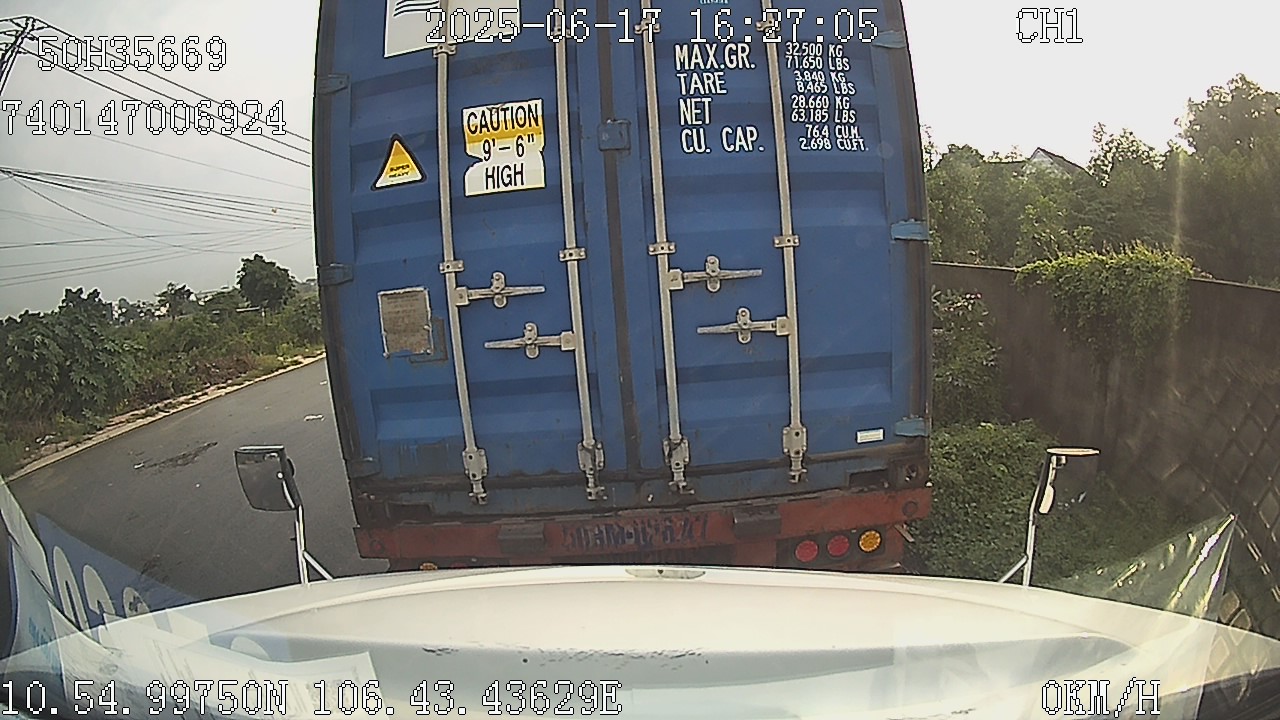 2025-06-17 16:27:05
CH1
50H35669
740147006924
CAUTION
9'-6"
HIGH
SUPER
HEAVY
MAX.GR. 32.500 KG
71.650 LBS
TARE 3.840 KG
8.465 LBS
NET 28.660 KG
63.185 LBS
CU. CAP. 76.4 CU.M.
2.698 CU.FT.
10.54.99750N 106.43.43629E
0KM/H